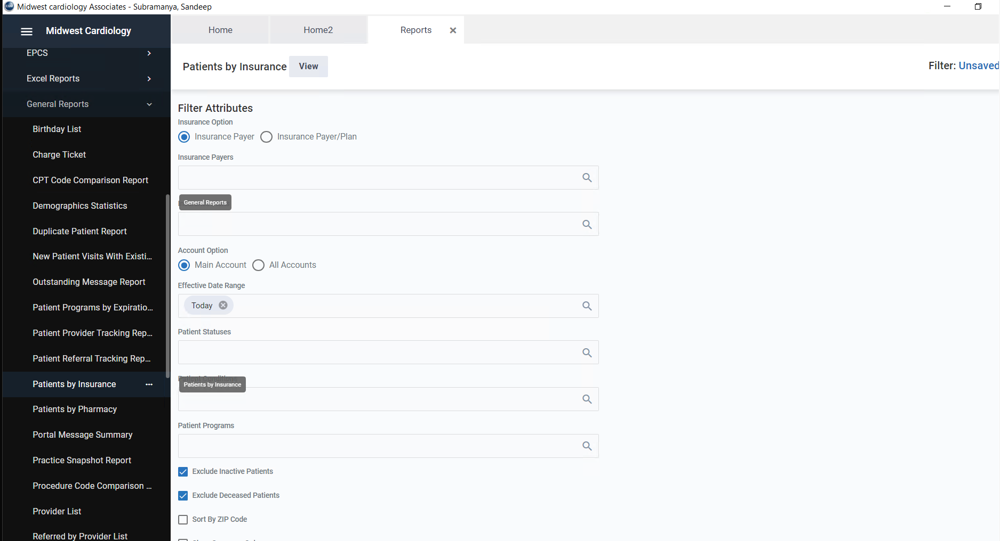 Midwest cardiology Associates - Subramanya, Sandeep
Midwest Cardiology
Home
Home2
Reports
EPCS
Excel Reports
General Reports
Birthday List
Charge Ticket
CPT Code Comparison Report
Demographics Statistics
Duplicate Patient Report
New Patient Visits With Existi...
Outstanding Message Report
Patient Programs by Expiratio...
Patient Provider Tracking Rep...
Patient Referral Tracking Rep...
Patients by Insurance
Patients by Pharmacy
Portal Message Summary
Practice Snapshot Report
Procedure Code Comparison ...
Provider List
Referred by Provider List
Patients by Insurance
View
Filter: Unsaved
Filter Attributes
Insurance Option
Insurance Payer
Insurance Payer/Plan
Insurance Payers
General Reports
Account Option
Main Account
All Accounts
Effective Date Range
Today
Patient Statuses
Patient Conditions
Patients by Insurance
Patient Programs
Exclude Inactive Patients
Exclude Deceased Patients
Sort By ZIP Code